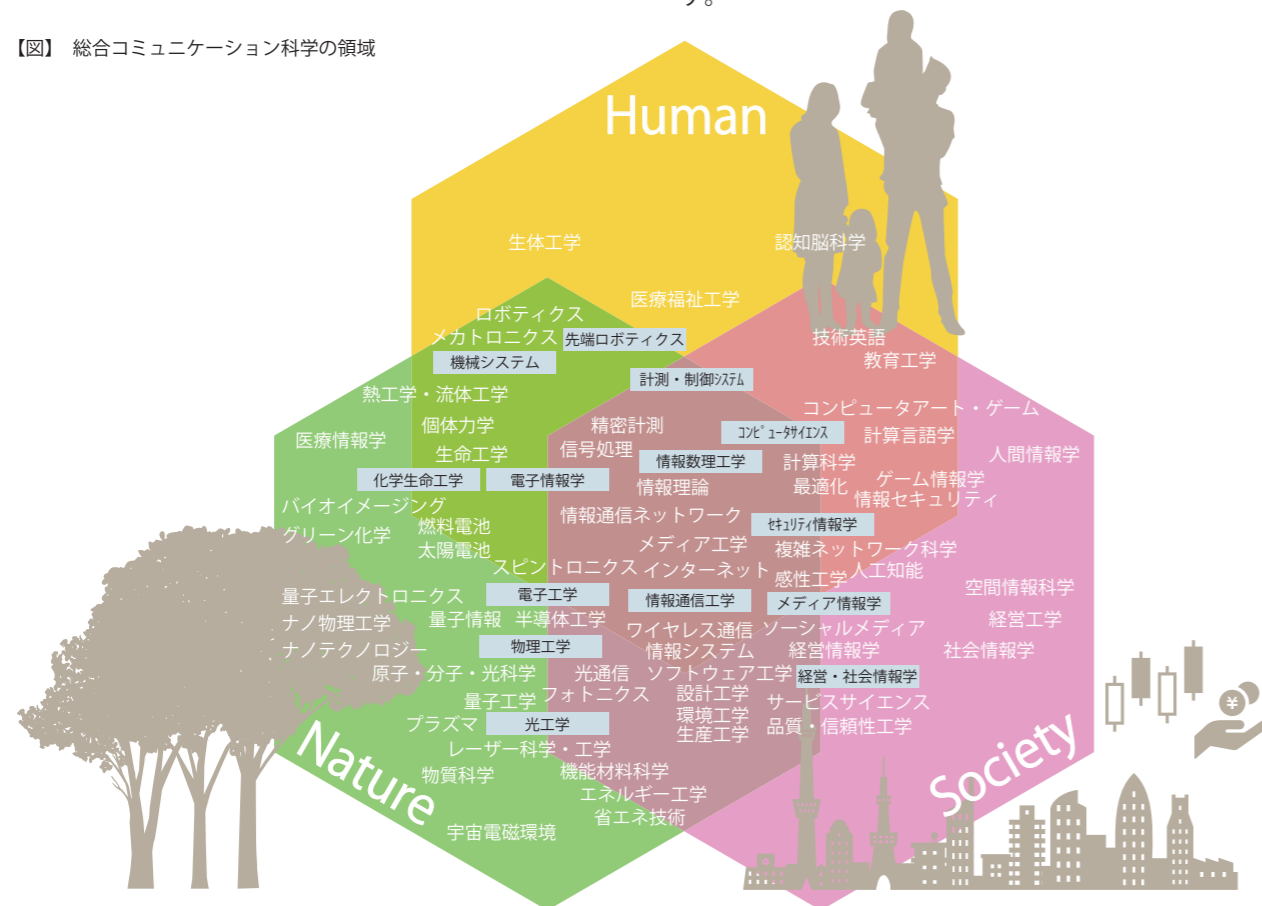 す。
【図】 総合コミュニケーション科学の領域
Human
生体工学
認知脳科学
医療福祉工学
ロボティクス
メカトロニクス
先端ロボティクス
技術英語
機械システム
教育工学
計測・制御システム
熱工学・流体工学
コンピュータアート・ゲーム
個体力学
精密計測
コンピュータサイエンス
計算言語学
医療情報学
信号処理
生命工学
情報数理工学
計算科学
人間情報学
化学生命工学
電子情報学
情報理論
最適化
ゲーム情報学
情報セキュリティ
バイオイメージング
情報通信ネットワーク
セキュリティ情報学
グリーン化学
燃料電池
太陽電池
メディア工学
複雑ネットワーク科学
スピントロニクス
インターネット
感性工学
人工知能
空間情報科学
量子エレクトロニクス
電子工学
情報通信工学
メディア情報学
ナノ物理工学
量子情報
半導体工学
ワイヤレス通信
ソーシャルメディア
経営工学
ナノテクノロジー
物理工学
情報システム
経営情報学
社会情報学
原子・分子・光科学
光通信
ソフトウェア工学
経営・社会情報学
量子工学
フォトニクス
設計工学
サービスサイエンス
環境工学
プラズマ
光工学
生産工学
品質・信頼性工学
¥
レーザー科学・工学
Nature
Society
物質科学
機能材料科学
エネルギー工学
省エネ技術
宇宙電磁環境